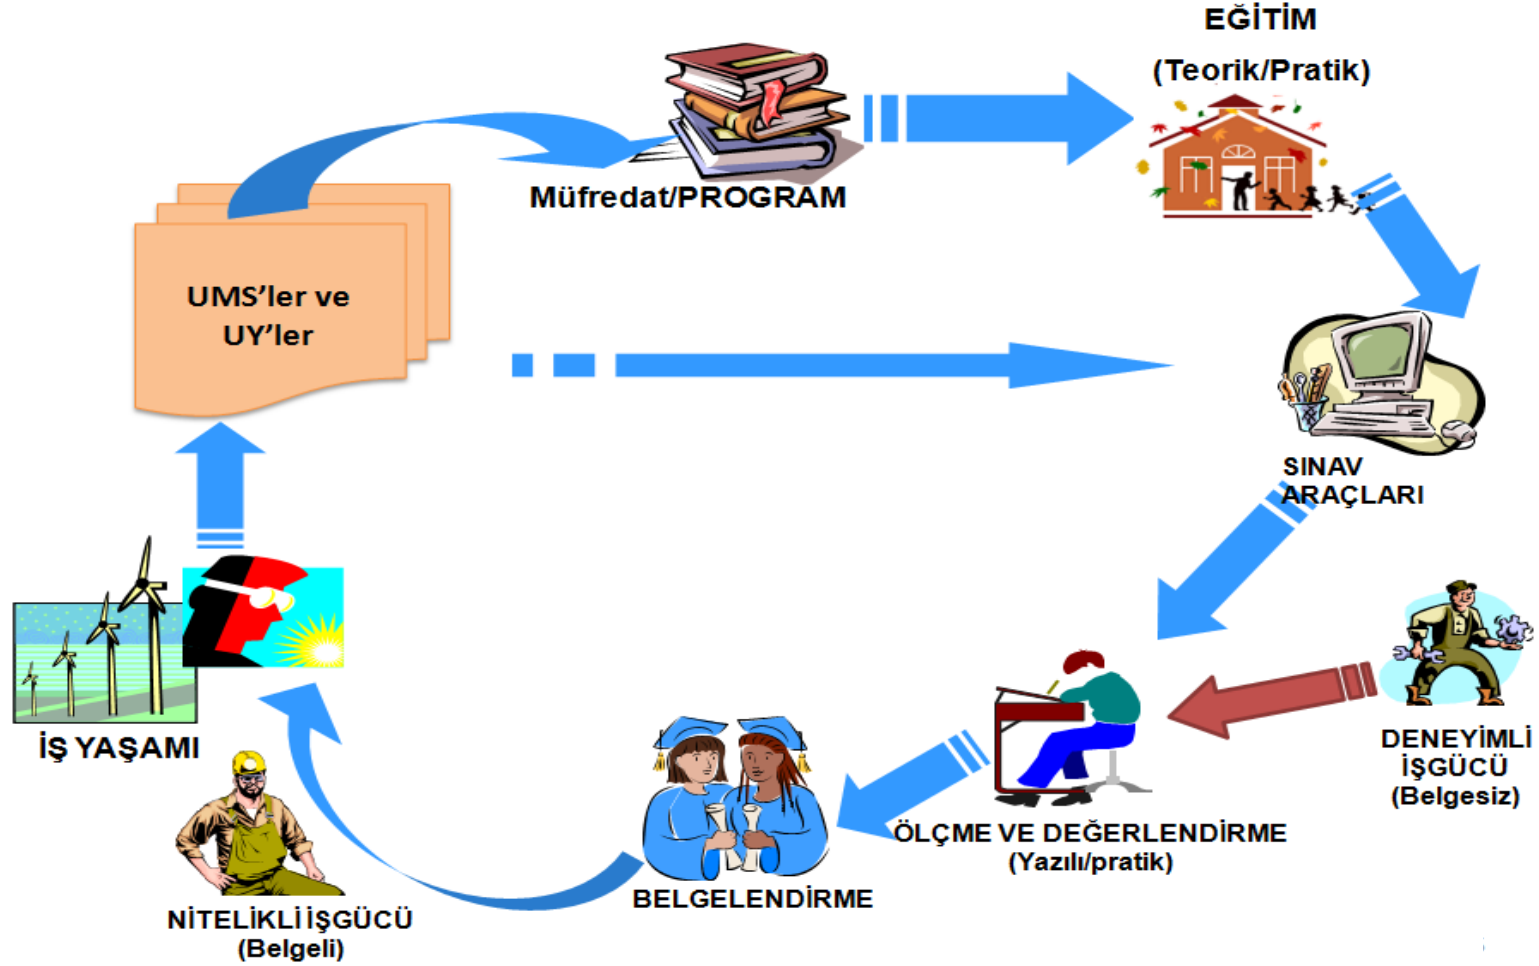 EĞİTİM
(Teorik/Pratik)
Müfredat/PROGRAM
UMS’ler ve
UY’ler
SINAV
ARAÇLARI
İŞ YAŞAMI
DENEYİMLİ
İŞGÜCÜ
(Belgesiz)
ÖLÇME VE DEĞERLENDİRME
(Yazılı/pratik)
BELGELENDİRME
NİTELİKLİ İŞGÜCÜ
(Belgeli)